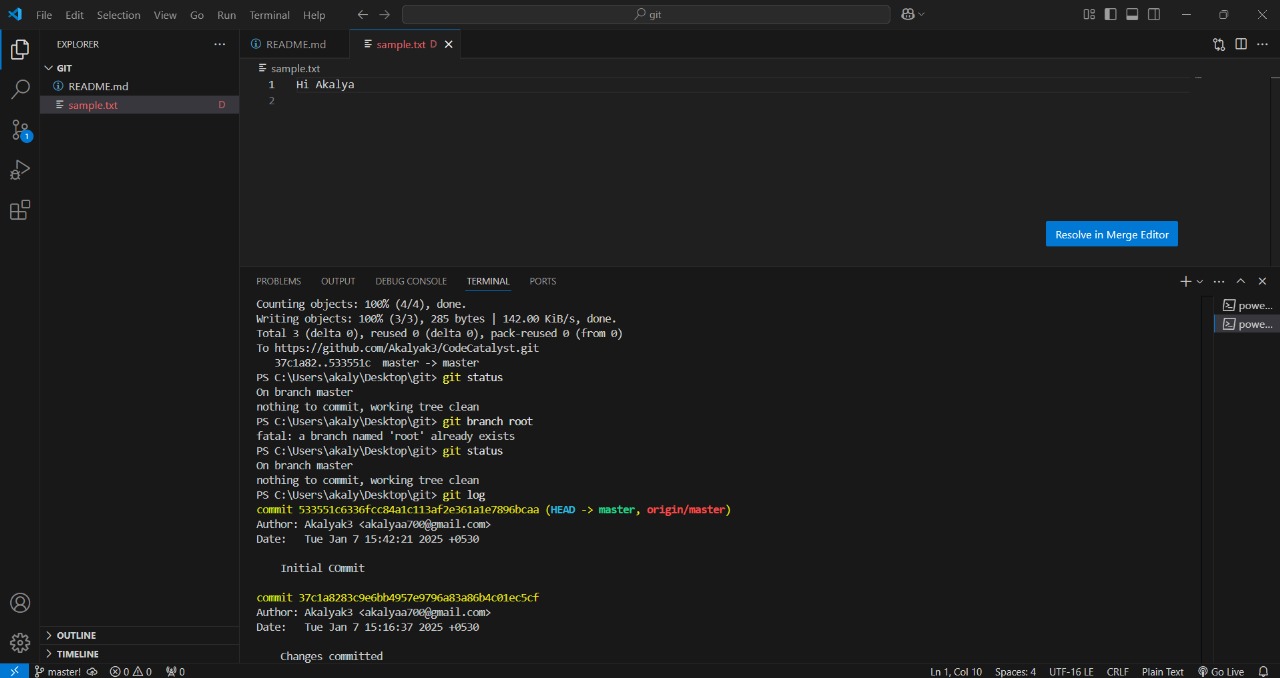 File Edit Selection View Go Run Terminal Help
git
EXPLORER
GIT
README.md
sample.txt D
1
README.md
sample.txt D
sample.txt
1 Hi Akalya
2
Resolve in Merge Editor
PROBLEMS OUTPUT DEBUG CONSOLE TERMINAL PORTS
powe...
powe...
Counting objects: 100% (4/4), done.
Writing objects: 100% (3/3), 285 bytes | 142.00 KiB/s, done.
Total 3 (delta 0), reused 0 (delta 0), pack-reused 0 (from 0)
To https://github.com/Akalyak3/CodeCatalyst.git
37c1a82..533551c master -> master
PS C:\Users\akaly\Desktop\git> git status
On branch master
nothing to commit, working tree clean
PS C:\Users\akaly\Desktop\git> git branch root
fatal: a branch named 'root' already exists
PS C:\Users\akaly\Desktop\git> git status
On branch master
nothing to commit, working tree clean
PS C:\Users\akaly\Desktop\git> git log
commit 533551c6336fcc84a1c113af2e361a1e7896bcaa (HEAD -> master, origin/master)
Author: Akalyak3 <akalyaa700@gmail.com>
Date: Tue Jan 7 15:42:21 2025 +0530
Initial COmmit
commit 37c1a8283c9e6bb4957e9796a83a86b4c01ec5cf
Author: Akalyak3 <akalyaa700@gmail.com>
Date: Tue Jan 7 15:16:37 2025 +0530
Changes committed
OUTLINE
TIMELINE
master! 0 0 0 Ln 1, Col 10 Spaces: 4 UTF-16 LE CRLF Plain Text Go Live